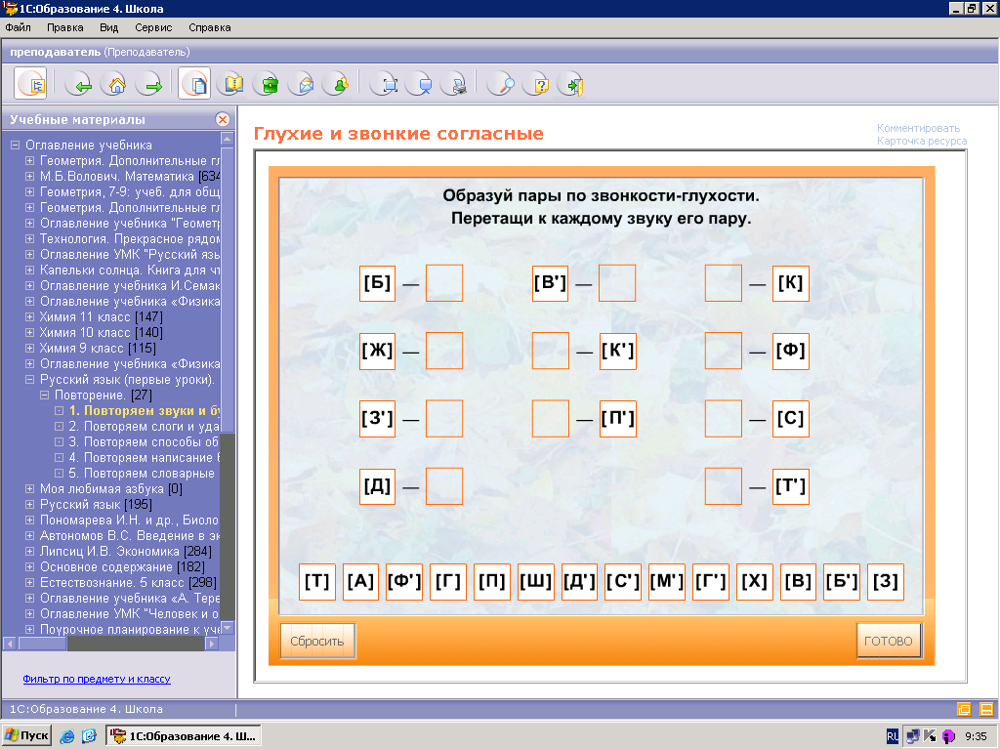 1С:Образование 4. Школа
Файл Правка Вид Сервис Справка
преподаватель (Преподаватель)
Учебные материалы
Оглавление учебника
Геометрия. Дополнительные гл
М.Б.Волович. Математика [634
Геометрия, 7-9: учеб. для общ
Геометрия. Дополнительные гл
Оглавление учебника "Геометр
Технология. Прекрасное рядом
Оглавление УМК "Русский язы
Капельки солнца. Книга для чт
Оглавление учебника И.Семак
Оглавление учебника «Физика
Химия 11 класс [147]
Химия 10 класс [140]
Химия 9 класс [115]
Оглавление учебника «Физика
Русский язык (первые уроки).
Повторение. [27]
1. Повторяем звуки и бу
2. Повторяем слоги и уда
3. Повторяем способы об
4. Повторяем написание б
5. Повторяем словарные
Моя любимая азбука [0]
Русский язык [195]
Пономарева И.Н. и др., Биоло
Автономов В.С. Введение в эк
Липсиц И.В. Экономика [284]
Основное содержание [182]
Естествознание. 5 класс [298]
Оглавление учебника «А. Тере
Оглавление УМК "Человек и о
Поурочное планирование к уче
Фильтр по предмету и классу
Глухие и звонкие согласные
Комментировать
Карточка ресурса
Образуй пары по звонкости-глухости.
Перетащи к каждому звуку его пару.
[Б] — [В'] — — [К]
[Ж] — — [К'] — [Ф]
[З'] — — [П'] — [С]
[Д] — — [Т']
[Т] [А] [Ф'] [Г] [П] [Ш] [Д'] [С'] [М'] [Г'] [Х] [В] [Б'] [З]
Сбросить ГОТОВО
1С:Образование 4. Школа
Пуск 1С:Образование 4. Ш... RU 9:35